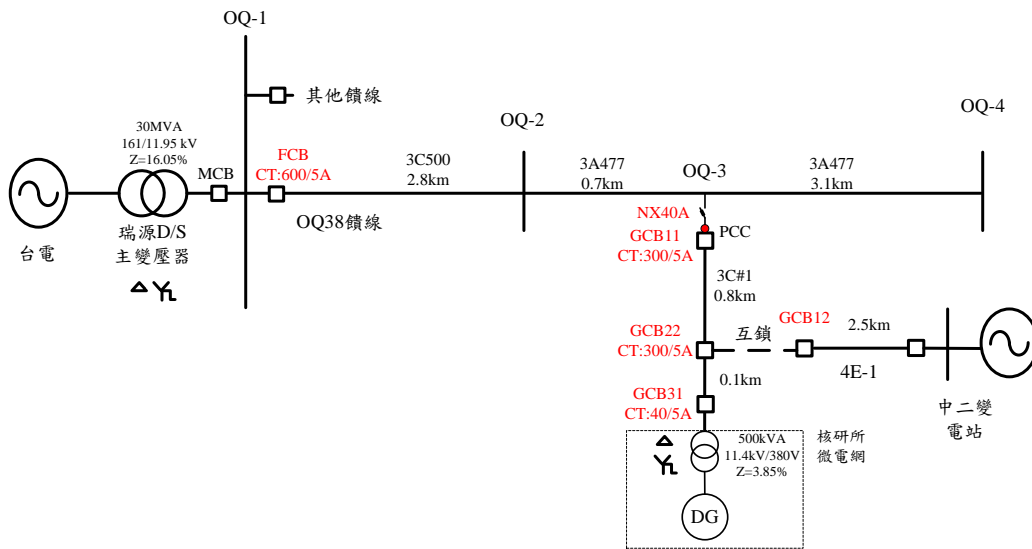 OQ-1
其他饋線
OQ-2
OQ-4
30MVA
161/11.95 kV
Z=16.05%
MCB
FCB
CT:600/5A
3C500
2.8km
3A477
0.7km
OQ-3
3A477
3.1km
OQ38饋線
台電
瑞源D/S
主變壓器
NX40A
GCB11
CT:300/5A
PCC
3C#1
0.8km
GCB22
CT:300/5A
互鎖
GCB12
2.5km
4E-1
0.1km
GCB31
CT:40/5A
中二變
電站
500kVA
11.4kV/380V
Z=3.85%
核研所
微電網
DG